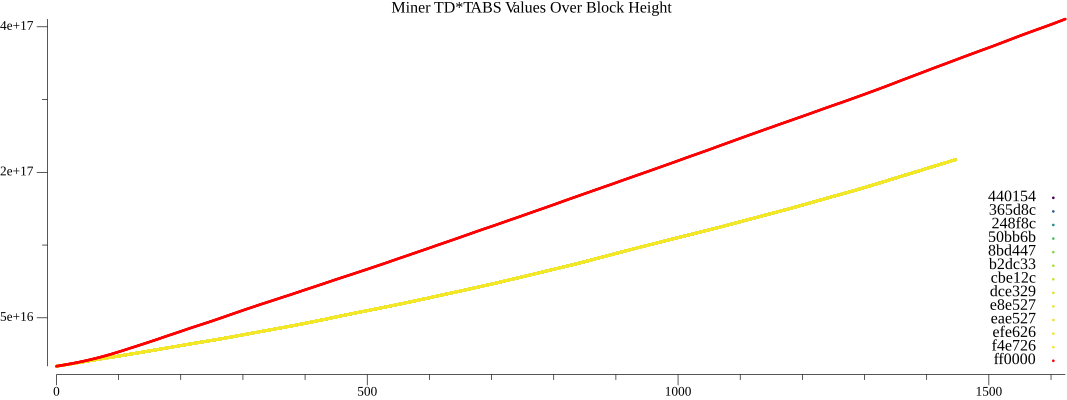 Miner TD*TABS Values Over Block Height
4e+17
2e+17
5e+16
440154
365d8c
248f8c
50bb6b
8bd447
b2dc33
cbe12c
dce329
e8e527
eae527
efe626
f4e726
ff0000
0 500 1000 1500